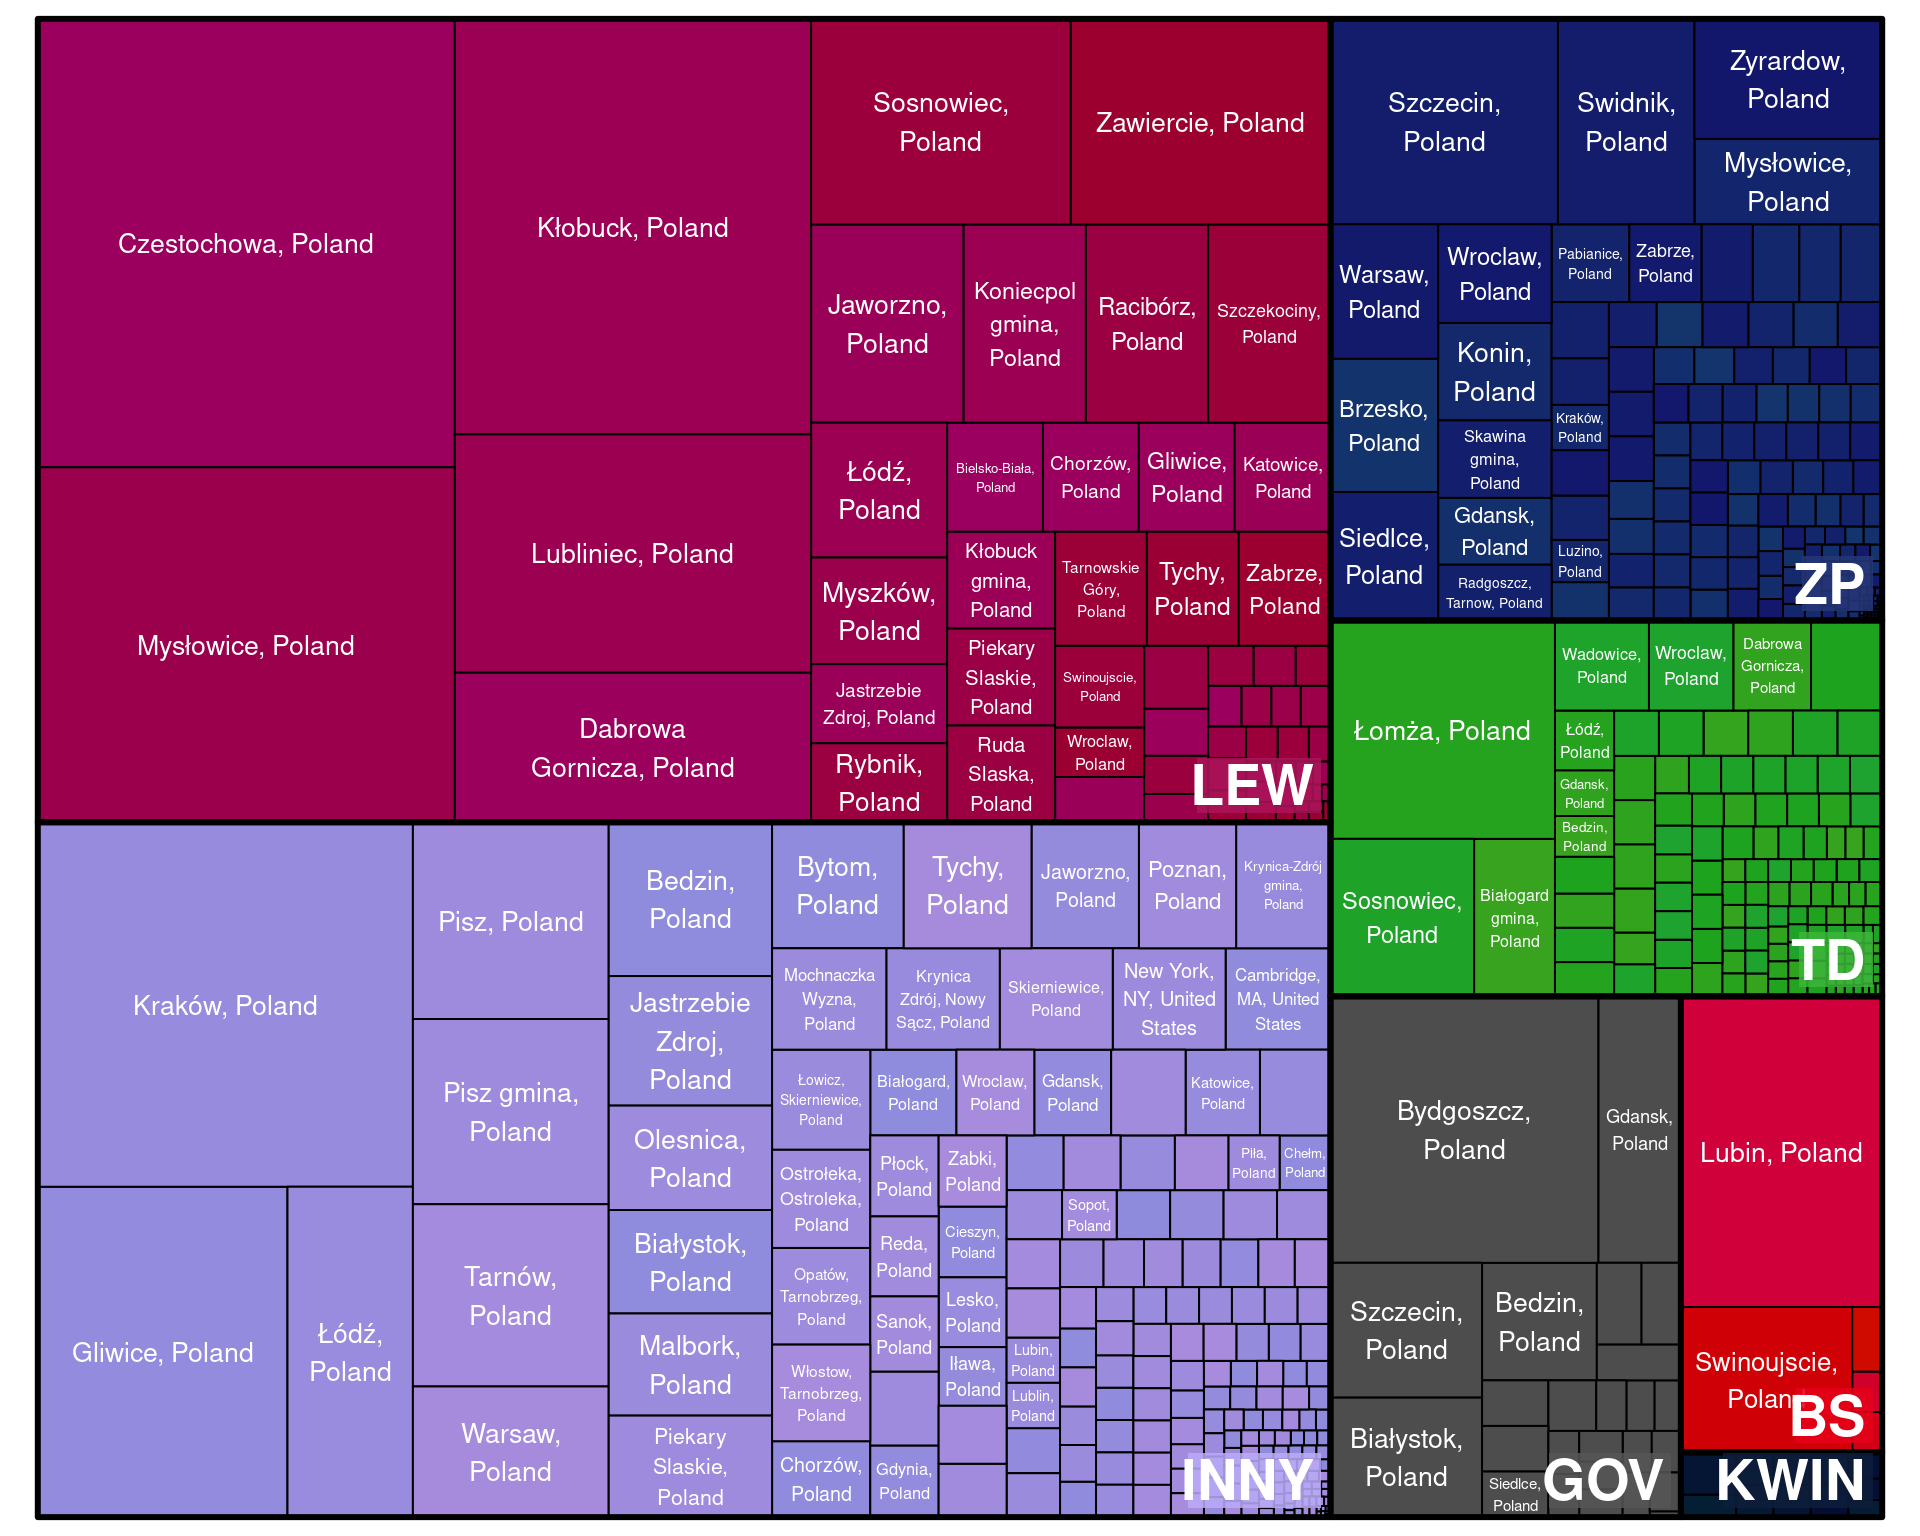 Czestochowa, Poland
Mysłowice, Poland
Kłobuck, Poland
Lubliniec, Poland
Dabrowa
Gornicza, Poland
Sosnowiec,
Poland
Zawiercie, Poland
Jaworzno,
Poland
Koniecpol
gmina,
Poland
Racibórz,
Poland
Szczekociny,
Poland
Łódź,
Poland
Myszków,
Poland
Jastrzebie
Zdroj, Poland
Rybnik,
Poland
Bielsko-Biała,
Poland
Chorzów,
Poland
Gliwice,
Poland
Katowice,
Poland
Kłobuck
gmina,
Poland
Piekary
Slaskie,
Poland
Ruda
Slaska,
Poland
Tarnowskie
Góry,
Poland
Tychy,
Poland
Zabrze,
Poland
Swinoujscie,
Poland
Wroclaw,
Poland
LEW
Szczecin,
Poland
Swidnik,
Poland
Zyrardow,
Poland
Mysłowice,
Poland
Warsaw,
Poland
Brzesko,
Poland
Siedlce,
Poland
Wroclaw,
Poland
Konin,
Poland
Skawina
gmina,
Poland
Gdansk,
Poland
Radgoszcz,
Tarnow, Poland
Pabianice,
Poland
Zabrze,
Poland
Kraków,
Poland
Luzino,
Poland
ZP
Łomża, Poland
Sosnowiec,
Poland
Białogard
gmina,
Poland
Wadowice,
Poland
Wroclaw,
Poland
Dabrowa
Gornicza,
Poland
Łódź,
Poland
Gdansk,
Poland
Bedzin,
Poland
TD
Kraków, Poland
Gliwice, Poland
Łódź,
Poland
Pisz, Poland
Pisz gmina,
Poland
Tarnów,
Poland
Warsaw,
Poland
Bedzin,
Poland
Jastrzebie
Zdroj,
Poland
Olesnica,
Poland
Białystok,
Poland
Malbork,
Poland
Piekary
Slaskie,
Poland
Bytom,
Poland
Tychy,
Poland
Jaworzno,
Poland
Poznan,
Poland
Krynica-Zdrój
gmina,
Poland
Mochnaczka
Wyzna,
Poland
Krynica
Zdrój, Nowy
Sącz, Poland
Skierniewice,
Poland
New York,
NY, United
States
Cambridge,
MA, United
States
Łowicz,
Skierniewice,
Poland
Białogard,
Poland
Wroclaw,
Poland
Gdansk,
Poland
Katowice,
Poland
Ostrołeka,
Ostroleka,
Poland
Opatów,
Tarnobrzeg,
Poland
Włostow,
Tarnobrzeg,
Poland
Chorzów,
Poland
Płock,
Poland
Reda,
Poland
Sanok,
Poland
Gdynia,
Poland
Zabki,
Poland
Cieszyn,
Poland
Lesko,
Poland
Iława,
Poland
Piła,
Poland
Chełm,
Poland
Sopot,
Poland
Lubin,
Poland
Lublin,
Poland
INNY
Bydgoszcz,
Poland
Gdansk,
Poland
Szczecin,
Poland
Białystok,
Poland
Bedzin,
Poland
Siedlce,
Poland
GOV
Lubin, Poland
Swinoujscie,
Poland
BS
KWIN